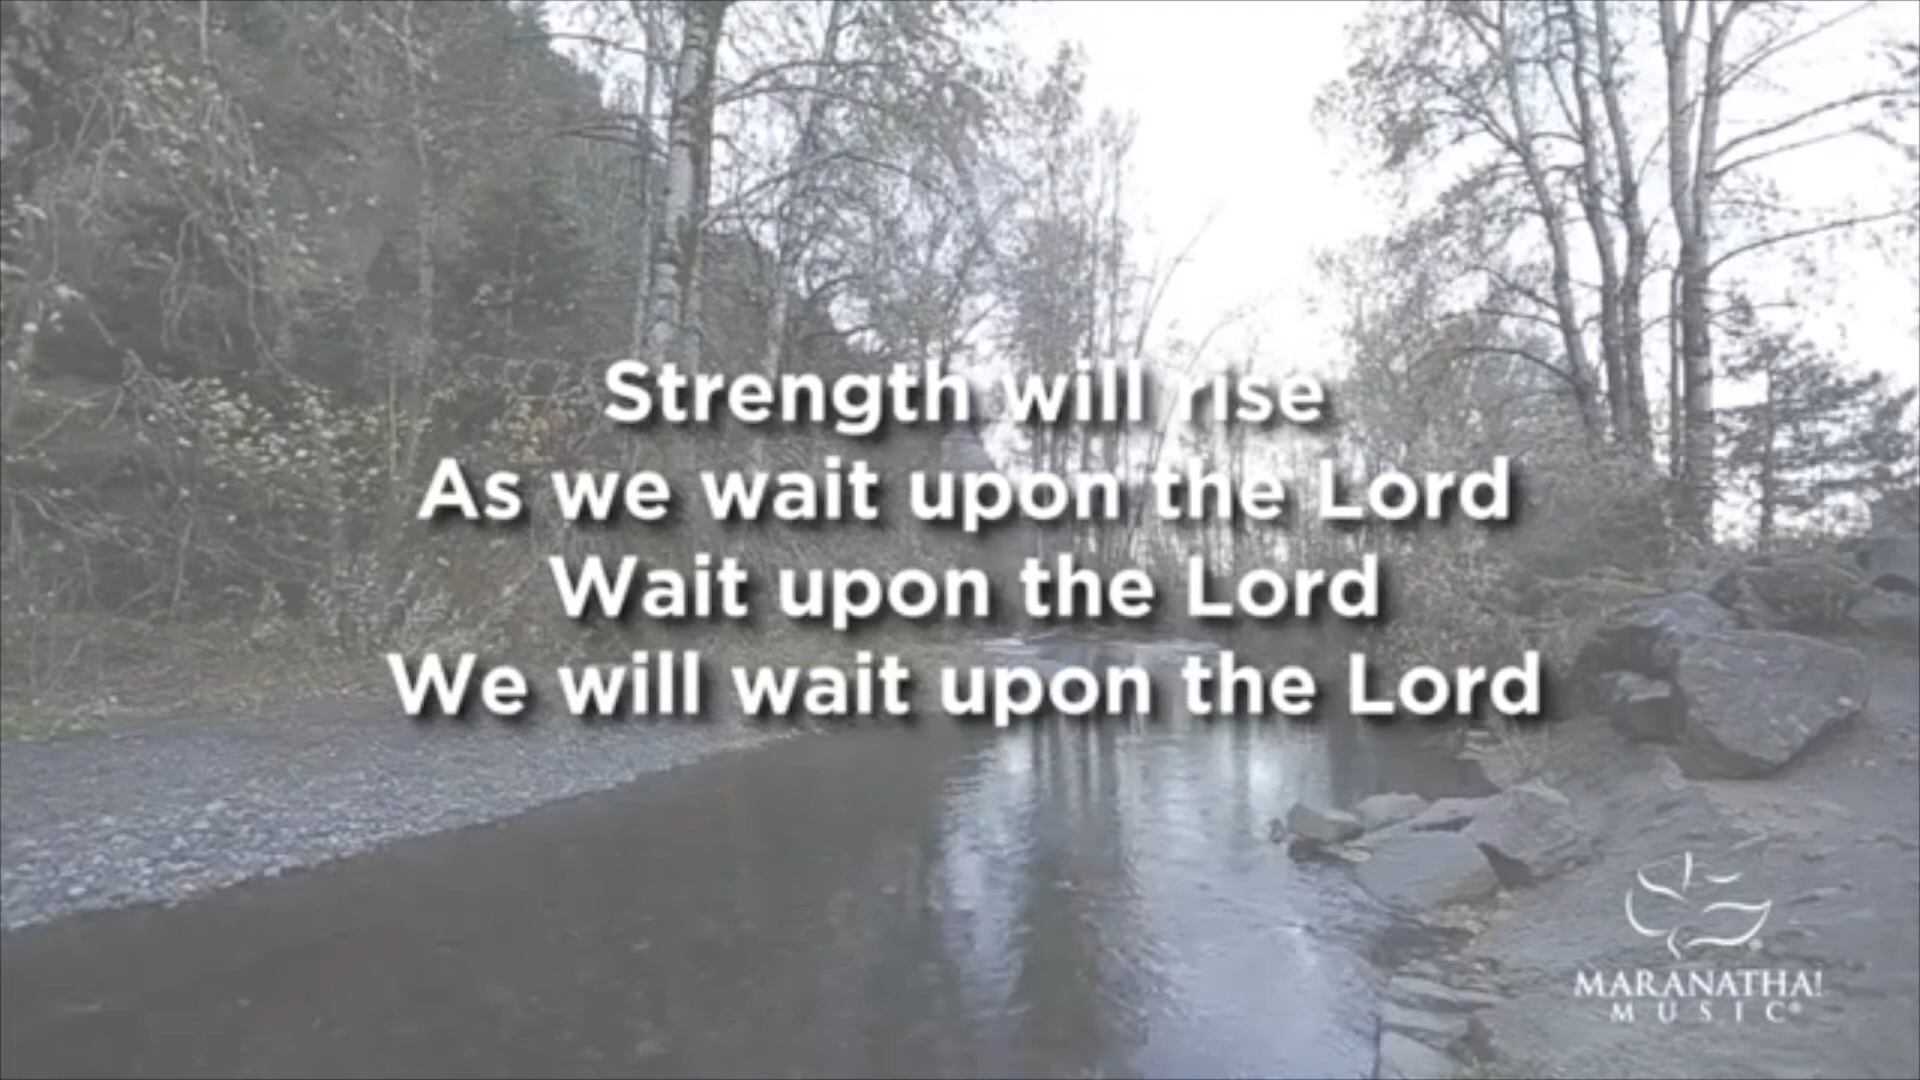 Strength will rise
As we wait upon the Lord
Wait upon the Lord
We will wait upon the Lord
MARANATHA!
MUSIC®